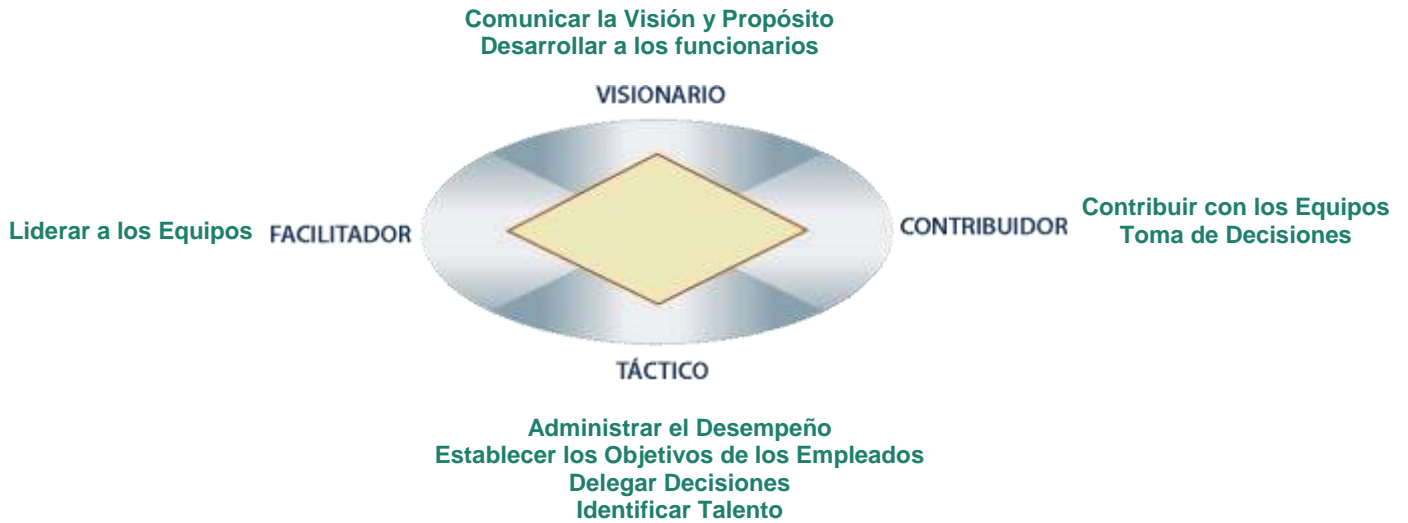 Comunicar la Visión y Propósito
Desarrollar a los funcionarios
VISIONARIO
Liderar a los Equipos
FACILITADOR
CONTRIBUIDOR
Contribuir con los Equipos
Toma de Decisiones
TÁCTICO
Administrar el Desempeño
Establecer los Objetivos de los Empleados
Delegar Decisiones
Identificar Talento